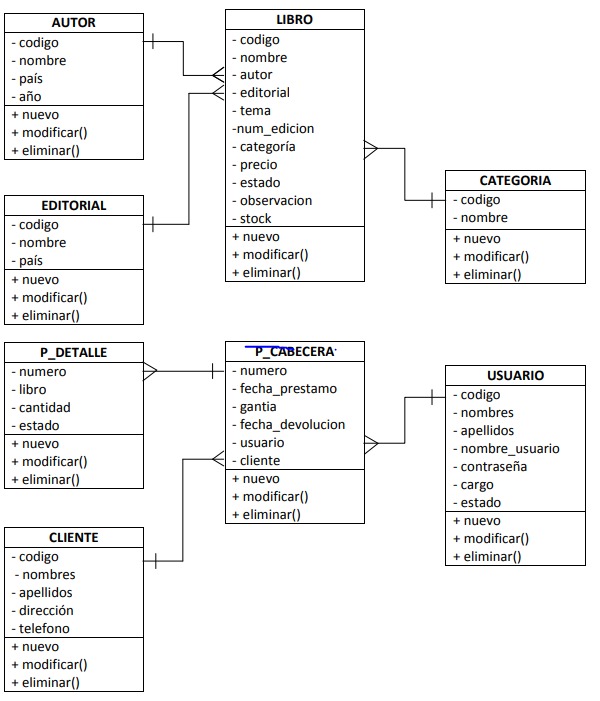 AUTOR
- codigo
- nombre
- país
- año
+ nuevo
+ modificar()
+ eliminar()
LIBRO
- codigo
- nombre
- autor
- editorial
- tema
-num_edicion
- categoría
- precio
- estado
- observacion
- stock
+ nuevo
+ modificar()
+ eliminar()
CATEGORIA
- codigo
- nombre
+ nuevo
+ modificar()
+ eliminar()
EDITORIAL
- codigo
- nombre
- país
+ nuevo
+ modificar()
+ eliminar()
P_DETALLE
- numero
- libro
- cantidad
- estado
+ nuevo
+ modificar()
+ eliminar()
P_CABECERA
- numero
- fecha_prestamo
- gantia
- fecha_devolucion
- usuario
- cliente
+ nuevo
+ modificar()
+ eliminar()
USUARIO
- codigo
- nombres
- apellidos
- nombre_usuario
- contraseña
- cargo
- estado
+ nuevo
+ modificar()
+ eliminar()
CLIENTE
- codigo
- nombres
- apellidos
- dirección
- telefono
+ nuevo
+ modificar()
+ eliminar()